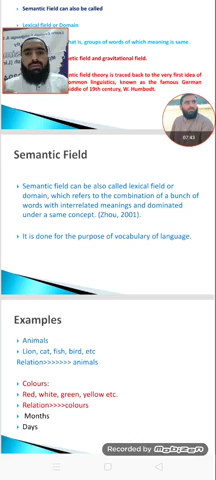 Semantic Field can also be called
Lexical field or Domain
that is, groups of words of which meaning is same
etic field and gravitational field.
ntic field theory is traced back to the very first idea of
ommon linguistics, known as the famous German
iddle of 19th century, W. Humbodt.
07:43
Semantic Field
Semantic field can be also called lexical field or
domain, which refers to the combination of a bunch of
words with interrelated meanings and dominated
under a same concept. (Zhou, 2001).
It is done for the purpose of vocabulary of language.
Examples
Animals
Lion, cat, fish, bird, etc
Relation>>>>>>> animals
Colours:
Red, white, green, yellow etc.
Relation>>>>colours
Months
Days
Recorded by Mobizen